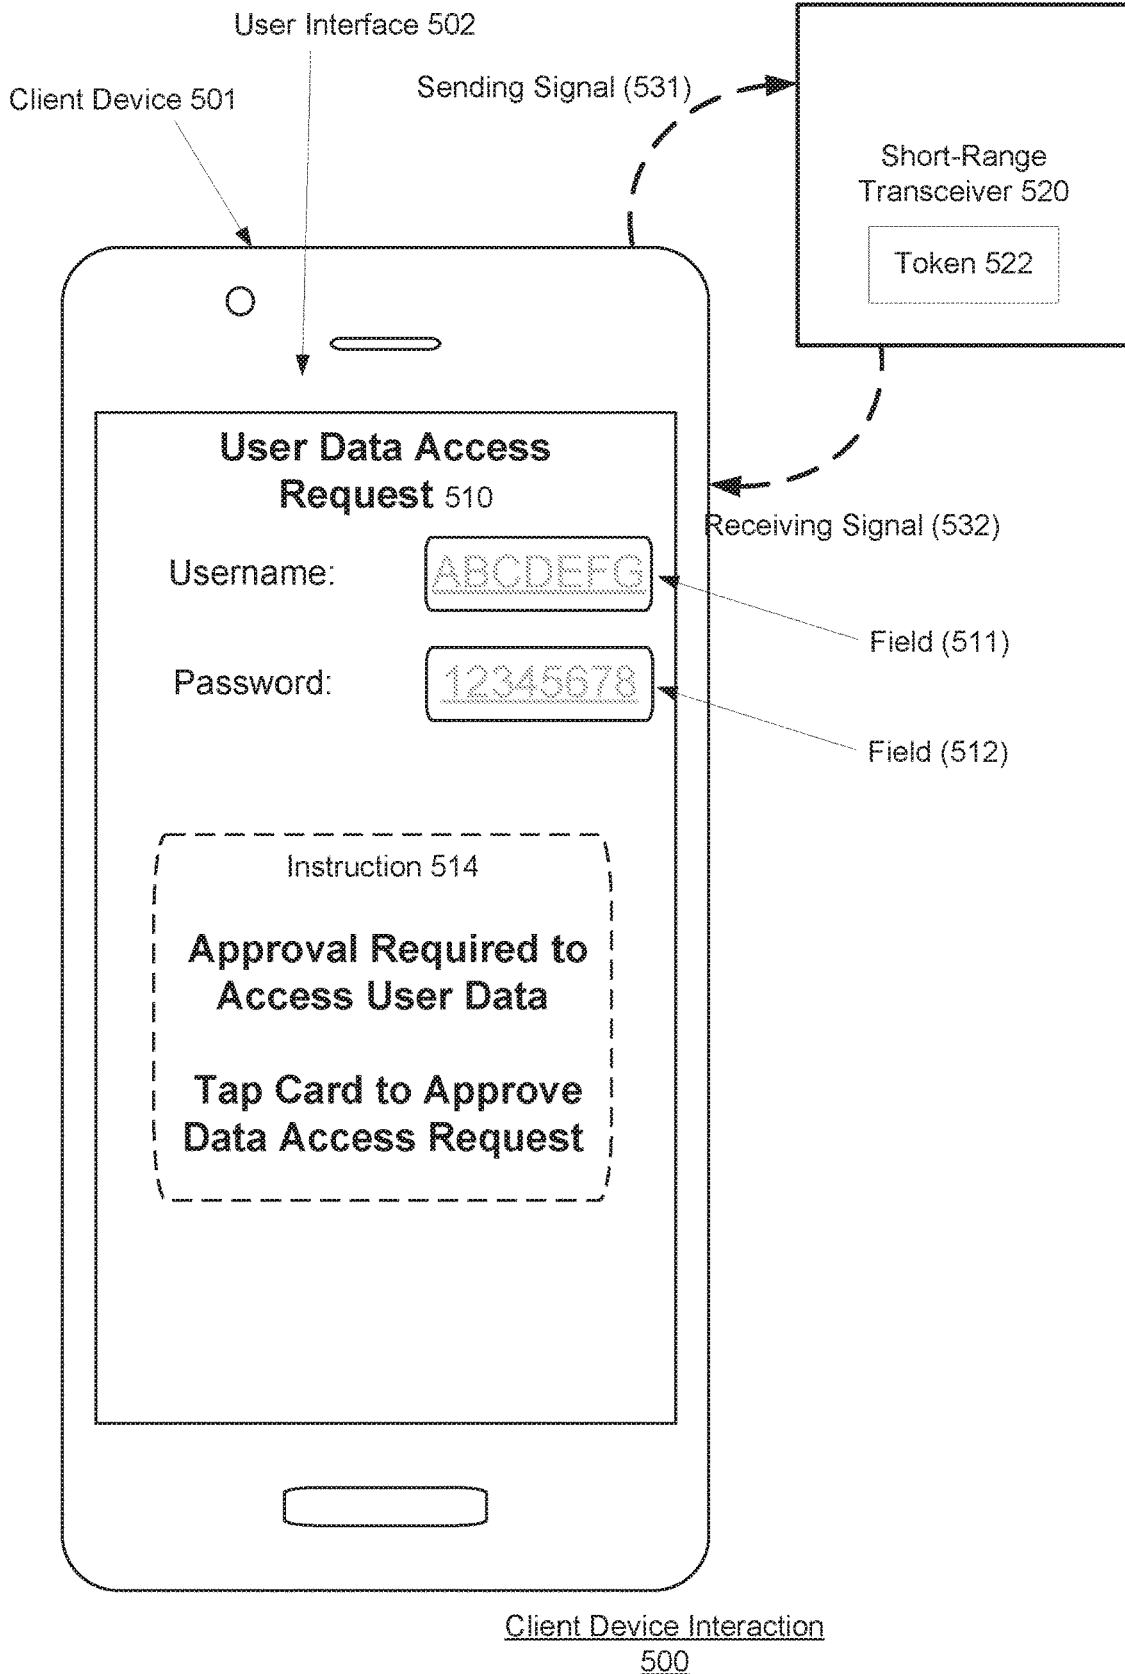 User Interface 502
Client Device 501
Sending Signal (531)
Short-Range
Transceiver 520
Token 522
User Data Access
Request 510
Receiving Signal (532)
Username:
ABCDEFG
Field (511)
Password:
12345678
Field (512)
Instruction 514
Approval Required to
Access User Data
Tap Card to Approve
Data Access Request
Client Device Interaction
500